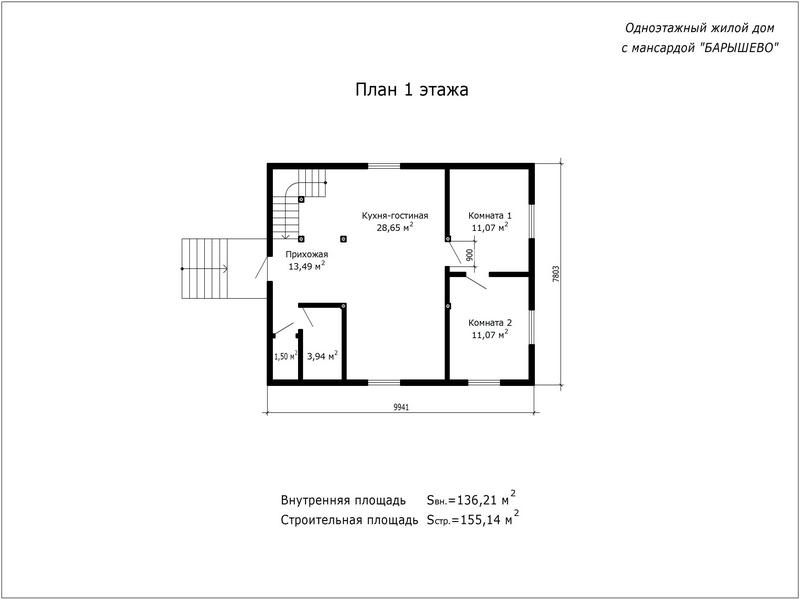 Одноэтажный жилой дом
с мансардой "БАРЫШЕВО"
План 1 этажа
Кухня-гостиная
28,65 м²
Комната 1
11,07 м²
Прихожая
13,49 м²
900
7803
Комната 2
11,07 м²
1,50 м²
3,94 м²
9941
Внутренняя площадь Sвн.=136,21 м²
Строительная площадь Sстр.=155,14 м²